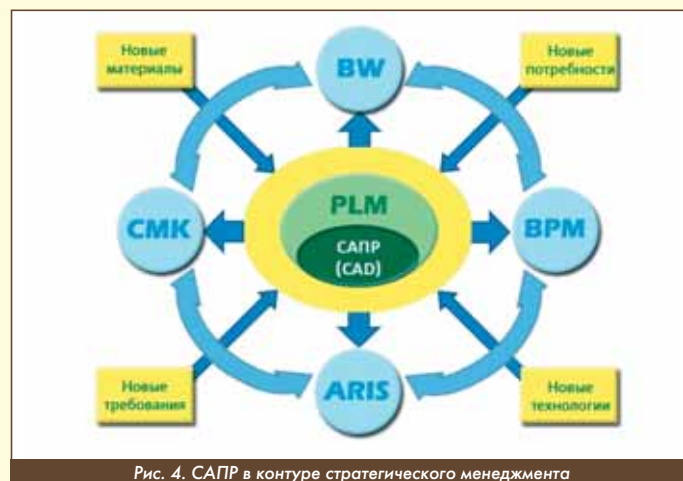 Новые
материалы
BW
Новые
потребности
СМК
PLM
САПР
(CAD)
BPM
Новые
требования
ARIS
Новые
технологии
Рис. 4. САПР в контуре стратегического менеджмента